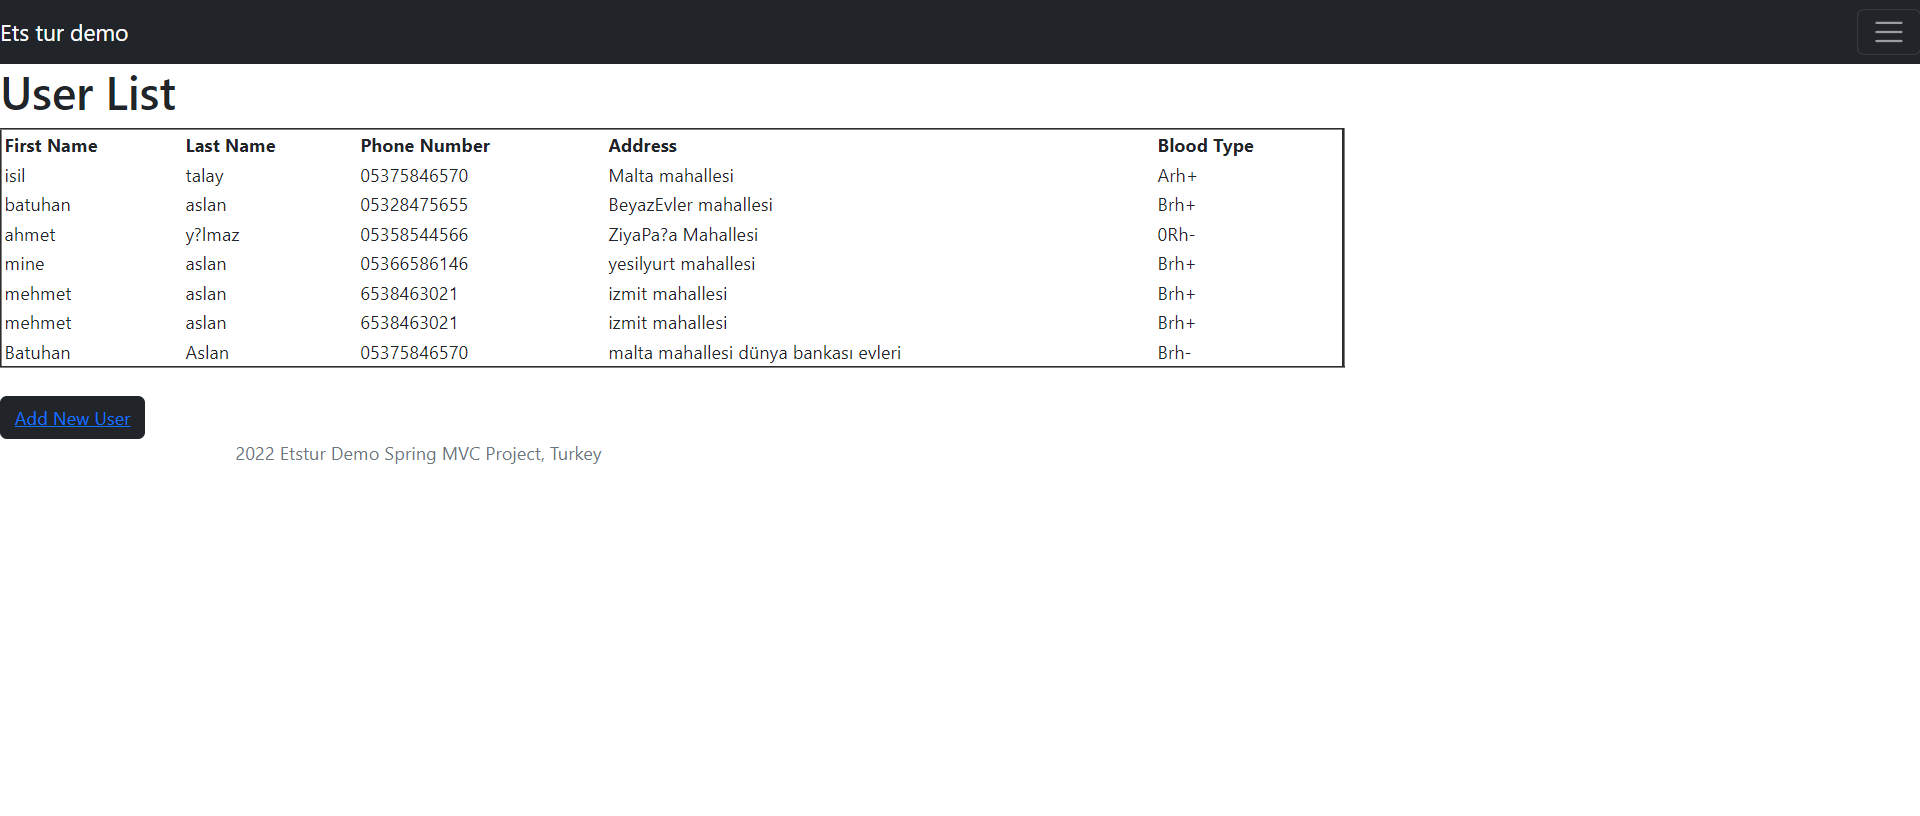 Ets tur demo
User List
First Name Last Name Phone Number Address Blood Type
isil talay 05375846570 Malta mahallesi Arh+
batuhan aslan 05328475655 BeyazEvler mahallesi Brh+
ahmet y?lmaz 05358544566 ZiyaPa?a Mahallesi 0Rh-
mine aslan 05366586146 yesilyurt mahallesi Brh+
mehmet aslan 6538463021 izmit mahallesi Brh+
mehmet aslan 6538463021 izmit mahallesi Brh+
Batuhan Aslan 05375846570 malta mahallesi dünya bankası evleri Brh-
Add New User
2022 Etstur Demo Spring MVC Project, Turkey